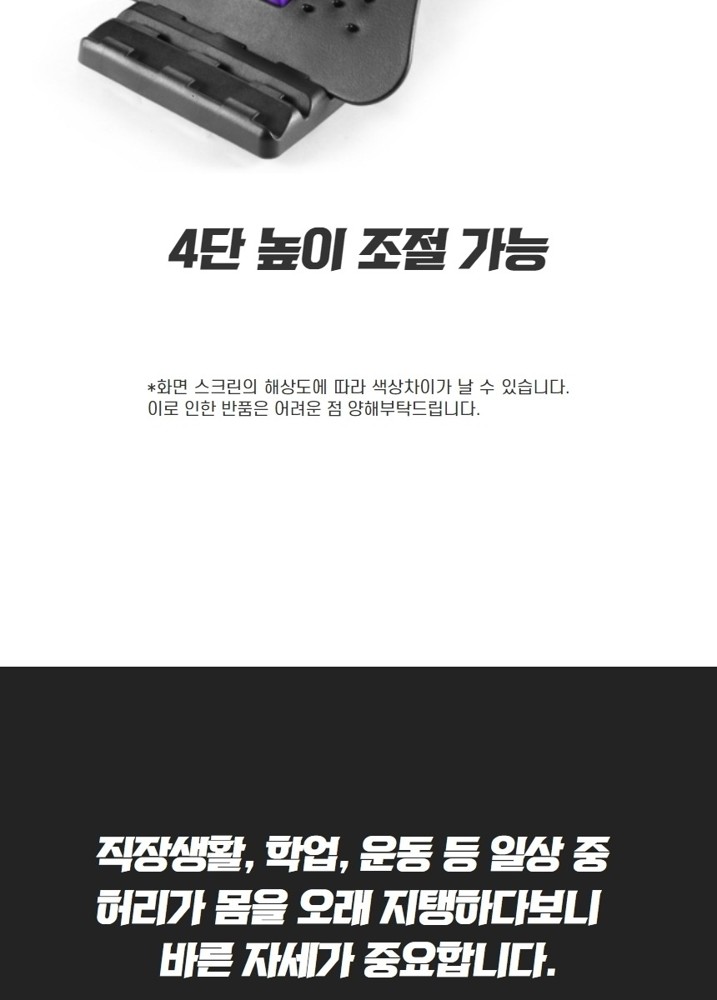 4단 높이 조절 가능
*화면 스크린의 해상도에 따라 색상차이가 날 수 있습니다.
이로 인한 반품은 어려운 점 양해부탁드립니다.
직장생활, 학업, 운동 등 일상 중
허리가 몸을 오래 지탱하다보니
바른 자세가 중요합니다.